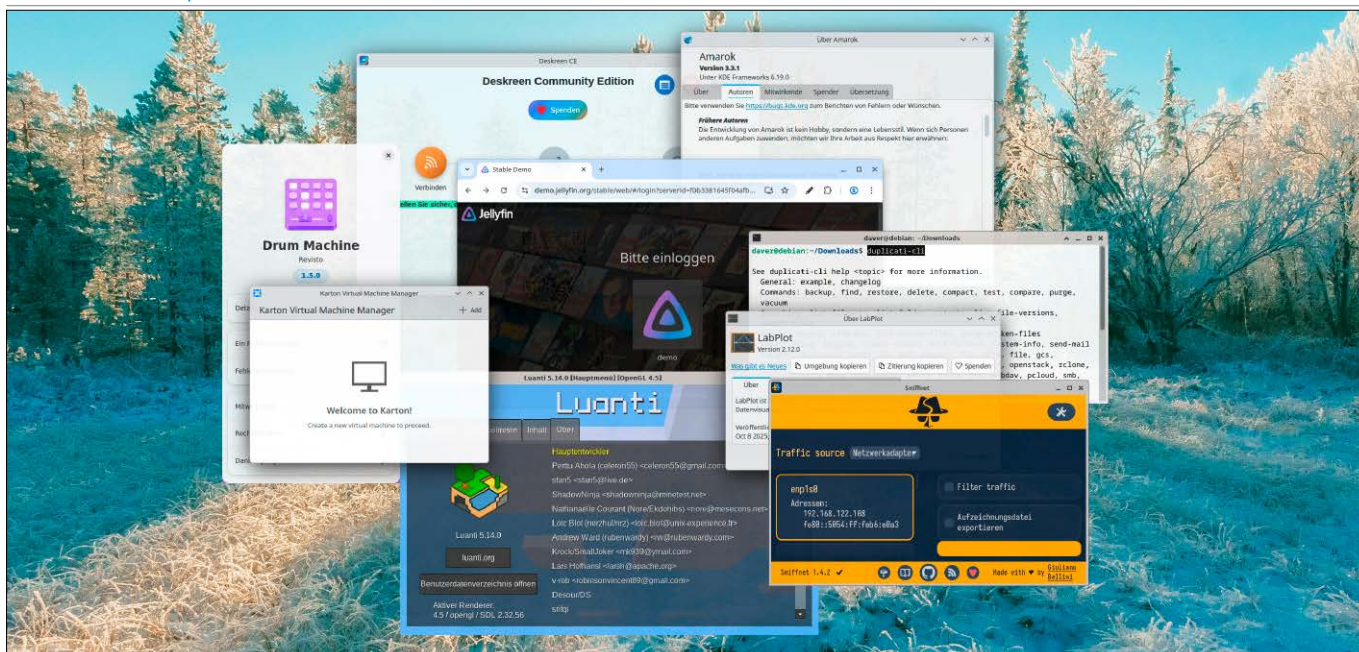 Deskreen CE
Deskreen Community Edition
Spenden
Verbinden
ellen Sie sicher,
Über Amarok
Amarok
Version 3.3.1
Unter KDE Frameworks 6.19.0
Über Autoren Mitwirkende Spender Übersetzung
Bitte verwenden Sie https://bugs.kde.org zum Berichten von Fehlern oder Wünschen.
Frühere Autoren
Die Entwicklung von Amarok ist kein Hobby, sondern eine Lebensstil. Wenn sich Personen
anderen Aufgaben zuwenden, möchten wir Ihre Arbeit aus Respekt hier erwähnen:
Drum Machine
Revisto
1.5.0
Stable Demo
Jellyfin
Bitte einloggen
demo
daver@debian: ~/Downloads
daver@debian:~/Downloads$ duplicati-cli
See duplicati-cli help <topic> for more information.
General: example, changelog
Commands: backup, find, restore, delete, compact, test, compare, purge,
vacuum
file-versions,
ken-files
stem-info, send-mail
file, gcs,
openstack, rclone,
bdav, pcloud, smb,
Karton Virtual Machine Manager
Karton Virtual Machine Manager
+ Add
Welcome to Karton!
Create a new virtual machine to proceed.
Über LabPlot
LabPlot
Version 2.12.0
Was gibt es Neues Umgebung kopieren Zitierung kopieren Spenden
Über
LabPlot ist
Datenvisua
Veröffentlic
Oct 8 2025,
Luanti 5.14.0 [Hauptmenü] [OpenGL 4.5]
Luanti
Inhalt Über
Hauptentwickler
Perttu Ahola (celeron55) <celeron55@gmail.com>
sfan5 <sfan5@live.de>
ShadowNinja <shadowninja@minetest.net>
Nathanaëlle Courant (Nore/Ekdohibs) <nore@mesecons.net>
Loic Blot (nerzhul/nrz) <loic.blot@unix-experience.fr>
Andrew Ward (rubenwardy) <rw@rubenwardy.com>
Krock/SmallJoker <mk939@ymail.com>
Lars Hofhansl <larsh@apache.org>
v-rob <robinsonvincent89@gmail.com>
Desour/DS
srifqi
Luanti 5.14.0
luanti.org
Benutzerdatenverzeichnis öffnen
Aktiver Renderer:
4.5 / opengl / SDL 2.32.56
Sniffnet
Traffic source Netzwerkadapter
enp1s0
Adressen:
192.168.122.108
fe80::5054:ff:feb6:e0a3
Filter traffic
Aufzeichnungsdatei
exportieren
Sniffnet 1.4.2
Made with ♥ by Giuliano
Bellini